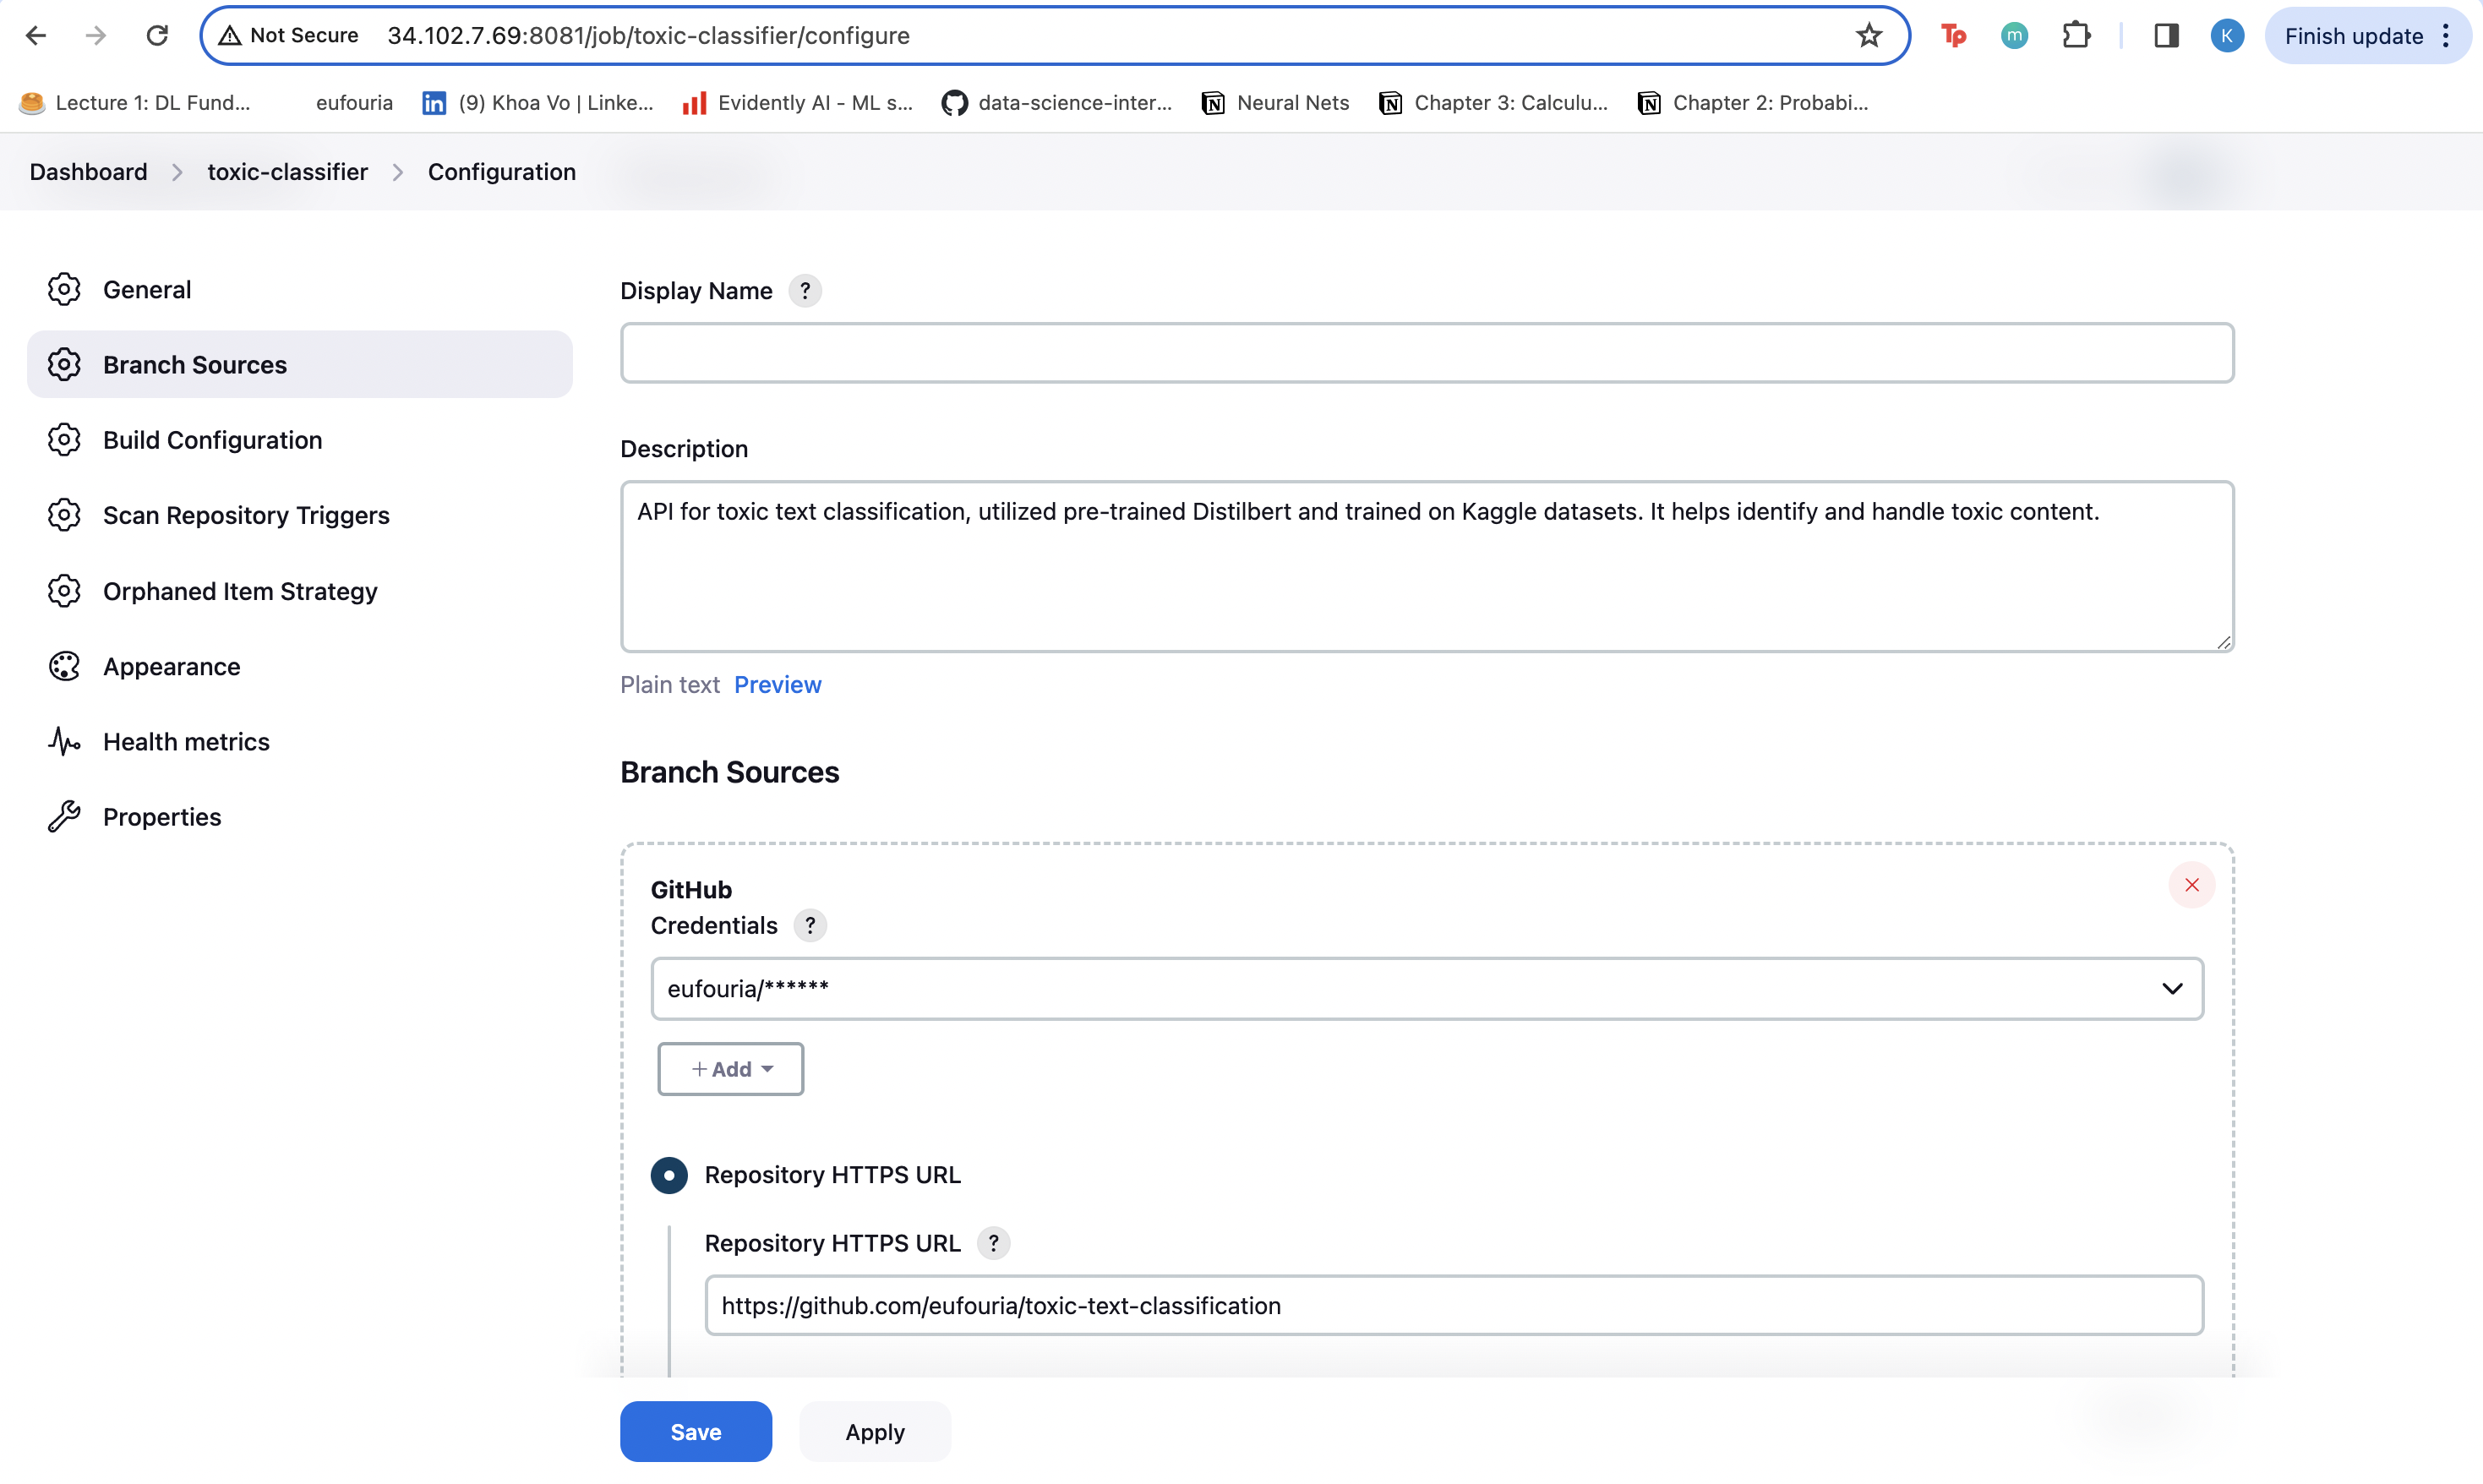 Not Secure 34.102.7.69:8081/job/toxic-classifier/configure Tp m K Finish update
Lecture 1: DL Fund... eufouria in (9) Khoa Vo | Linke... Evidently AI - ML s... data-science-inter... Neural Nets Chapter 3: Calculu... Chapter 2: Probabi...
Dashboard > toxic-classifier > Configuration
General
Branch Sources
Build Configuration
Scan Repository Triggers
Orphaned Item Strategy
Appearance
Health metrics
Properties
Display Name ?
Description
API for toxic text classification, utilized pre-trained Distilbert and trained on Kaggle datasets. It helps identify and handle toxic content.
Plain text Preview
Branch Sources
GitHub
Credentials ?
eufouria/******
+ Add
Repository HTTPS URL
Repository HTTPS URL ?
https://github.com/eufouria/toxic-text-classification
Save Apply